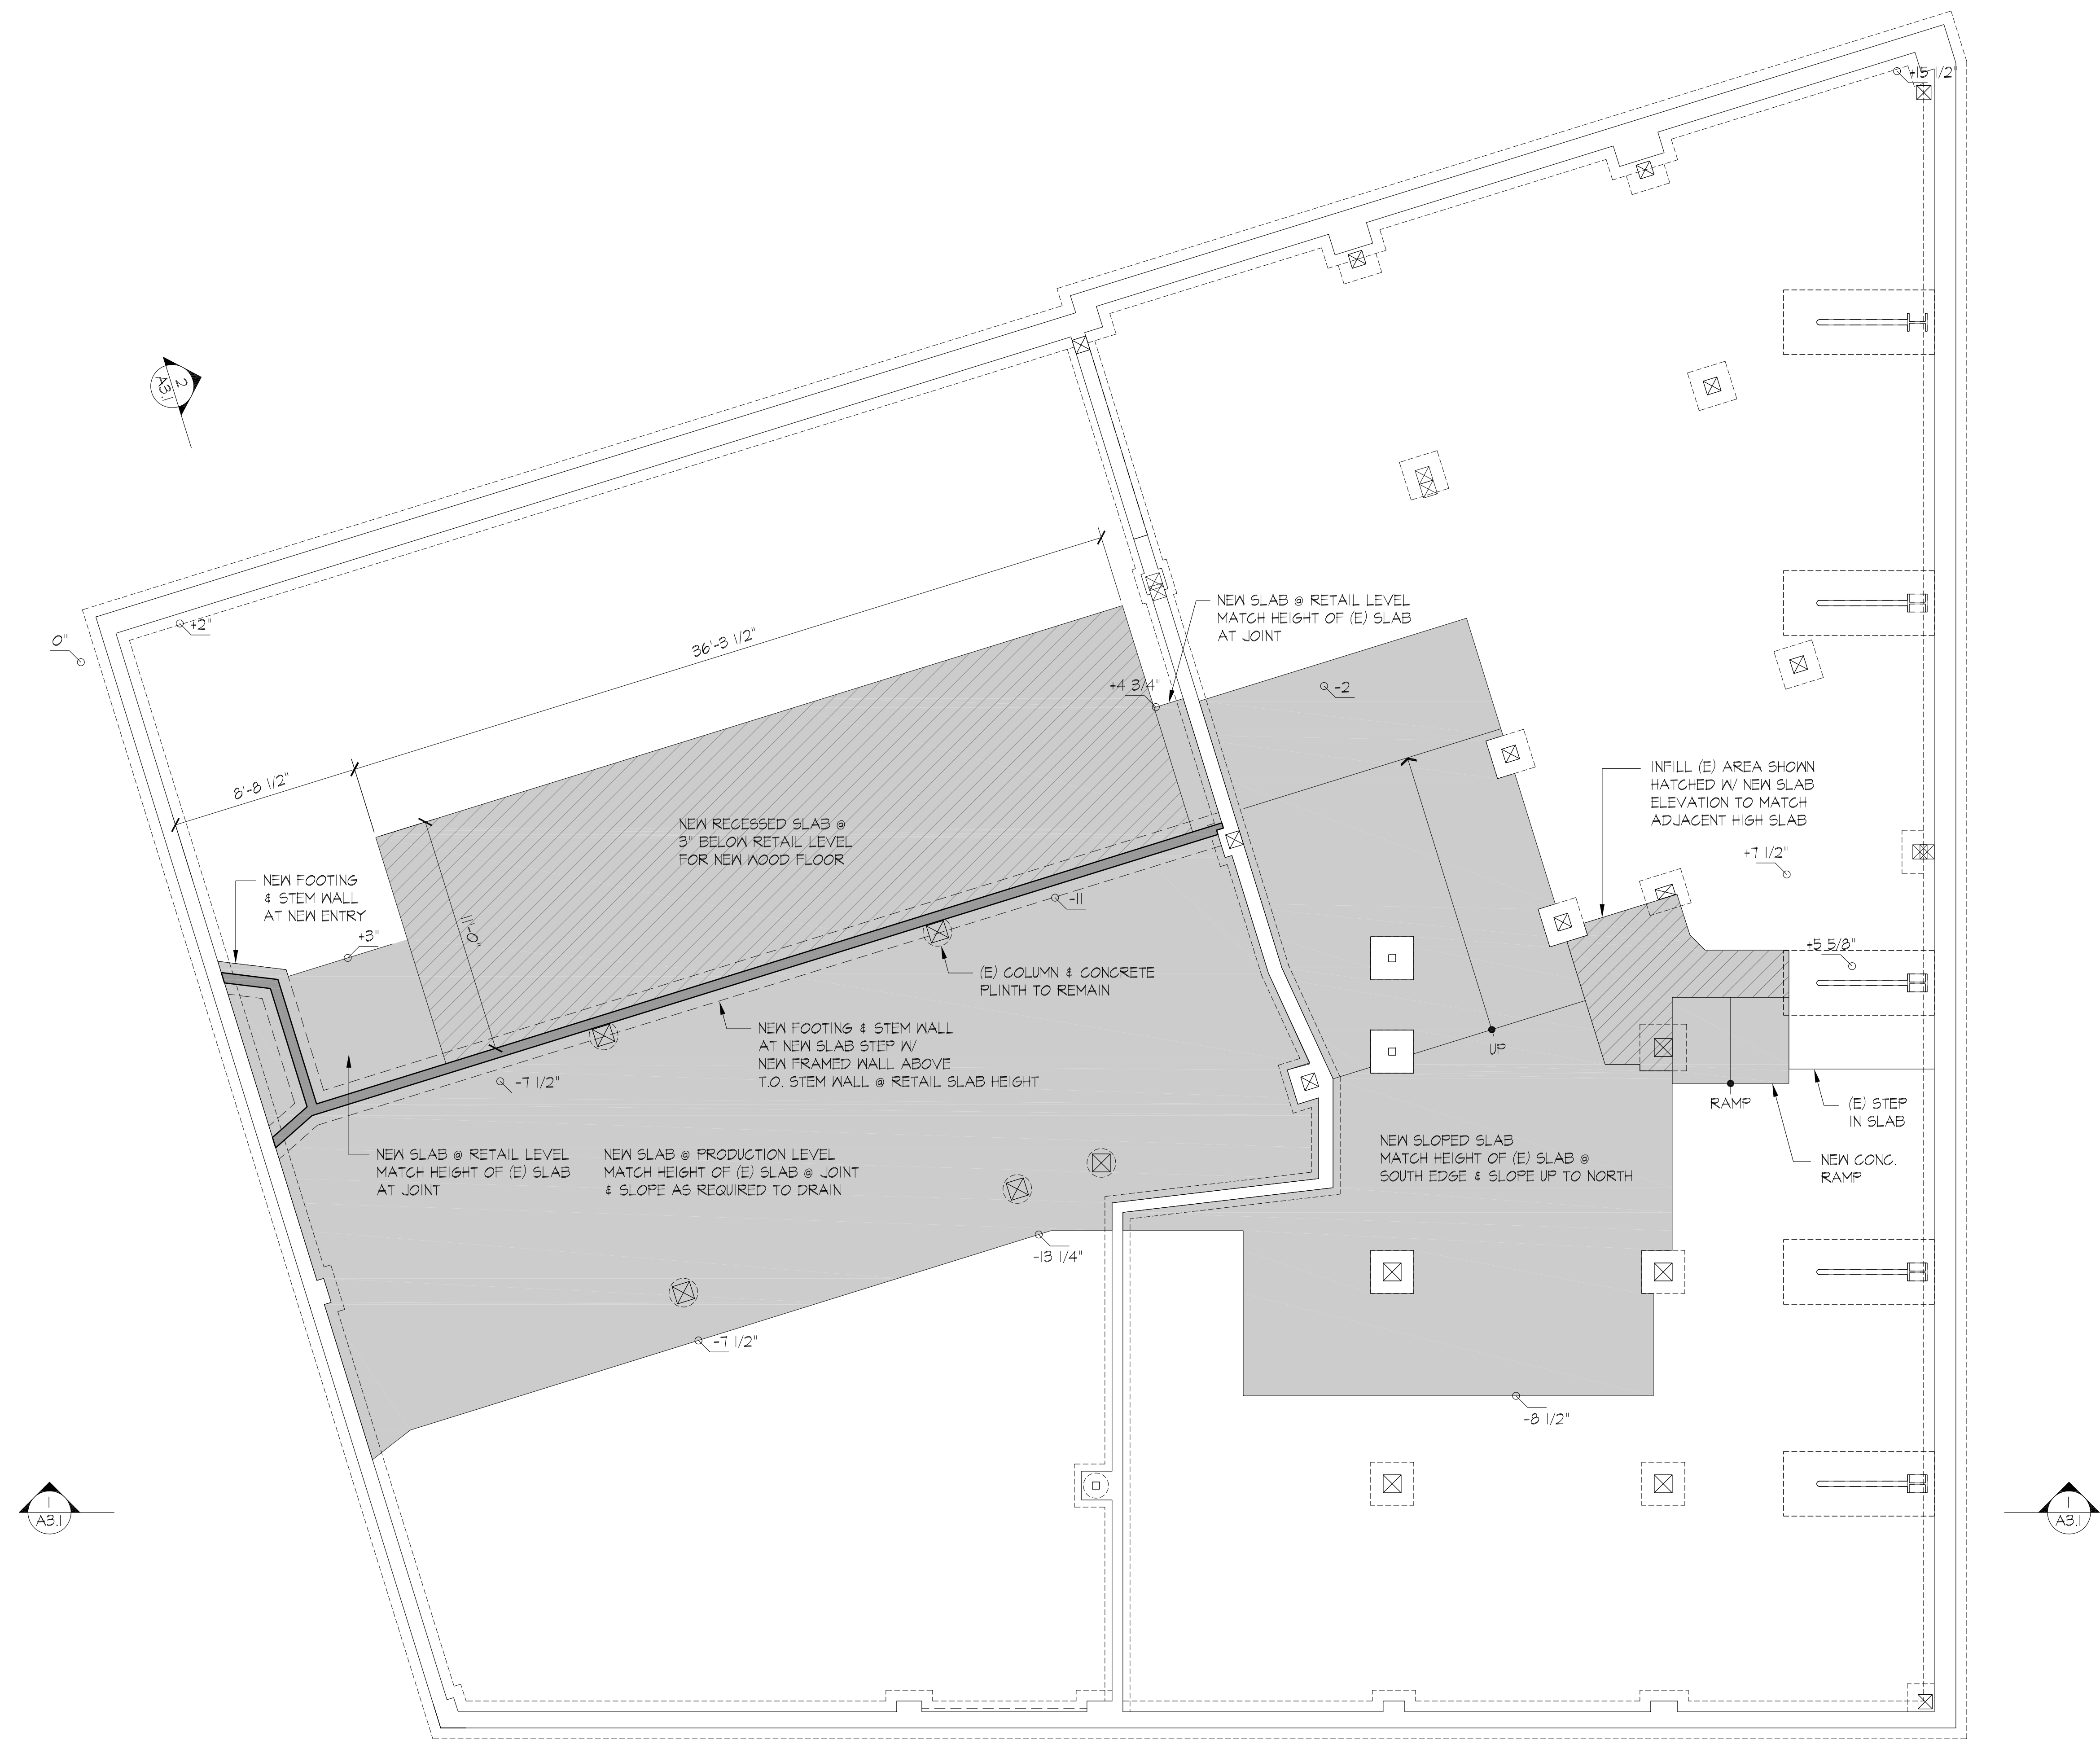 +15 1/2"
2
A3.1
0"
+2"
36'-3 1/2"
NEW SLAB @ RETAIL LEVEL
MATCH HEIGHT OF (E) SLAB
AT JOINT
+4 3/4"
-2
8'-8 1/2"
INFILL (E) AREA SHOWN
HATCHED W/ NEW SLAB
ELEVATION TO MATCH
ADJACENT HIGH SLAB
NEW RECESSED SLAB @
3" BELOW RETAIL LEVEL
FOR NEW WOOD FLOOR
+7 1/2"
NEW FOOTING
& STEM WALL
AT NEW ENTRY
-11
11'-0"
+3"
+5 5/8"
(E) COLUMN & CONCRETE
PLINTH TO REMAIN
NEW FOOTING & STEM WALL
AT NEW SLAB STEP W/
NEW FRAMED WALL ABOVE
T.O. STEM WALL @ RETAIL SLAB HEIGHT
UP
-7 1/2"
RAMP
(E) STEP
IN SLAB
NEW SLAB @ RETAIL LEVEL
MATCH HEIGHT OF (E) SLAB
AT JOINT
NEW SLAB @ PRODUCTION LEVEL
MATCH HEIGHT OF (E) SLAB @ JOINT
& SLOPE AS REQUIRED TO DRAIN
NEW SLOPED SLAB
MATCH HEIGHT OF (E) SLAB @
SOUTH EDGE & SLOPE UP TO NORTH
NEW CONC.
RAMP
-13 1/4"
-7 1/2"
-8 1/2"
1
A3.1
1
A3.1